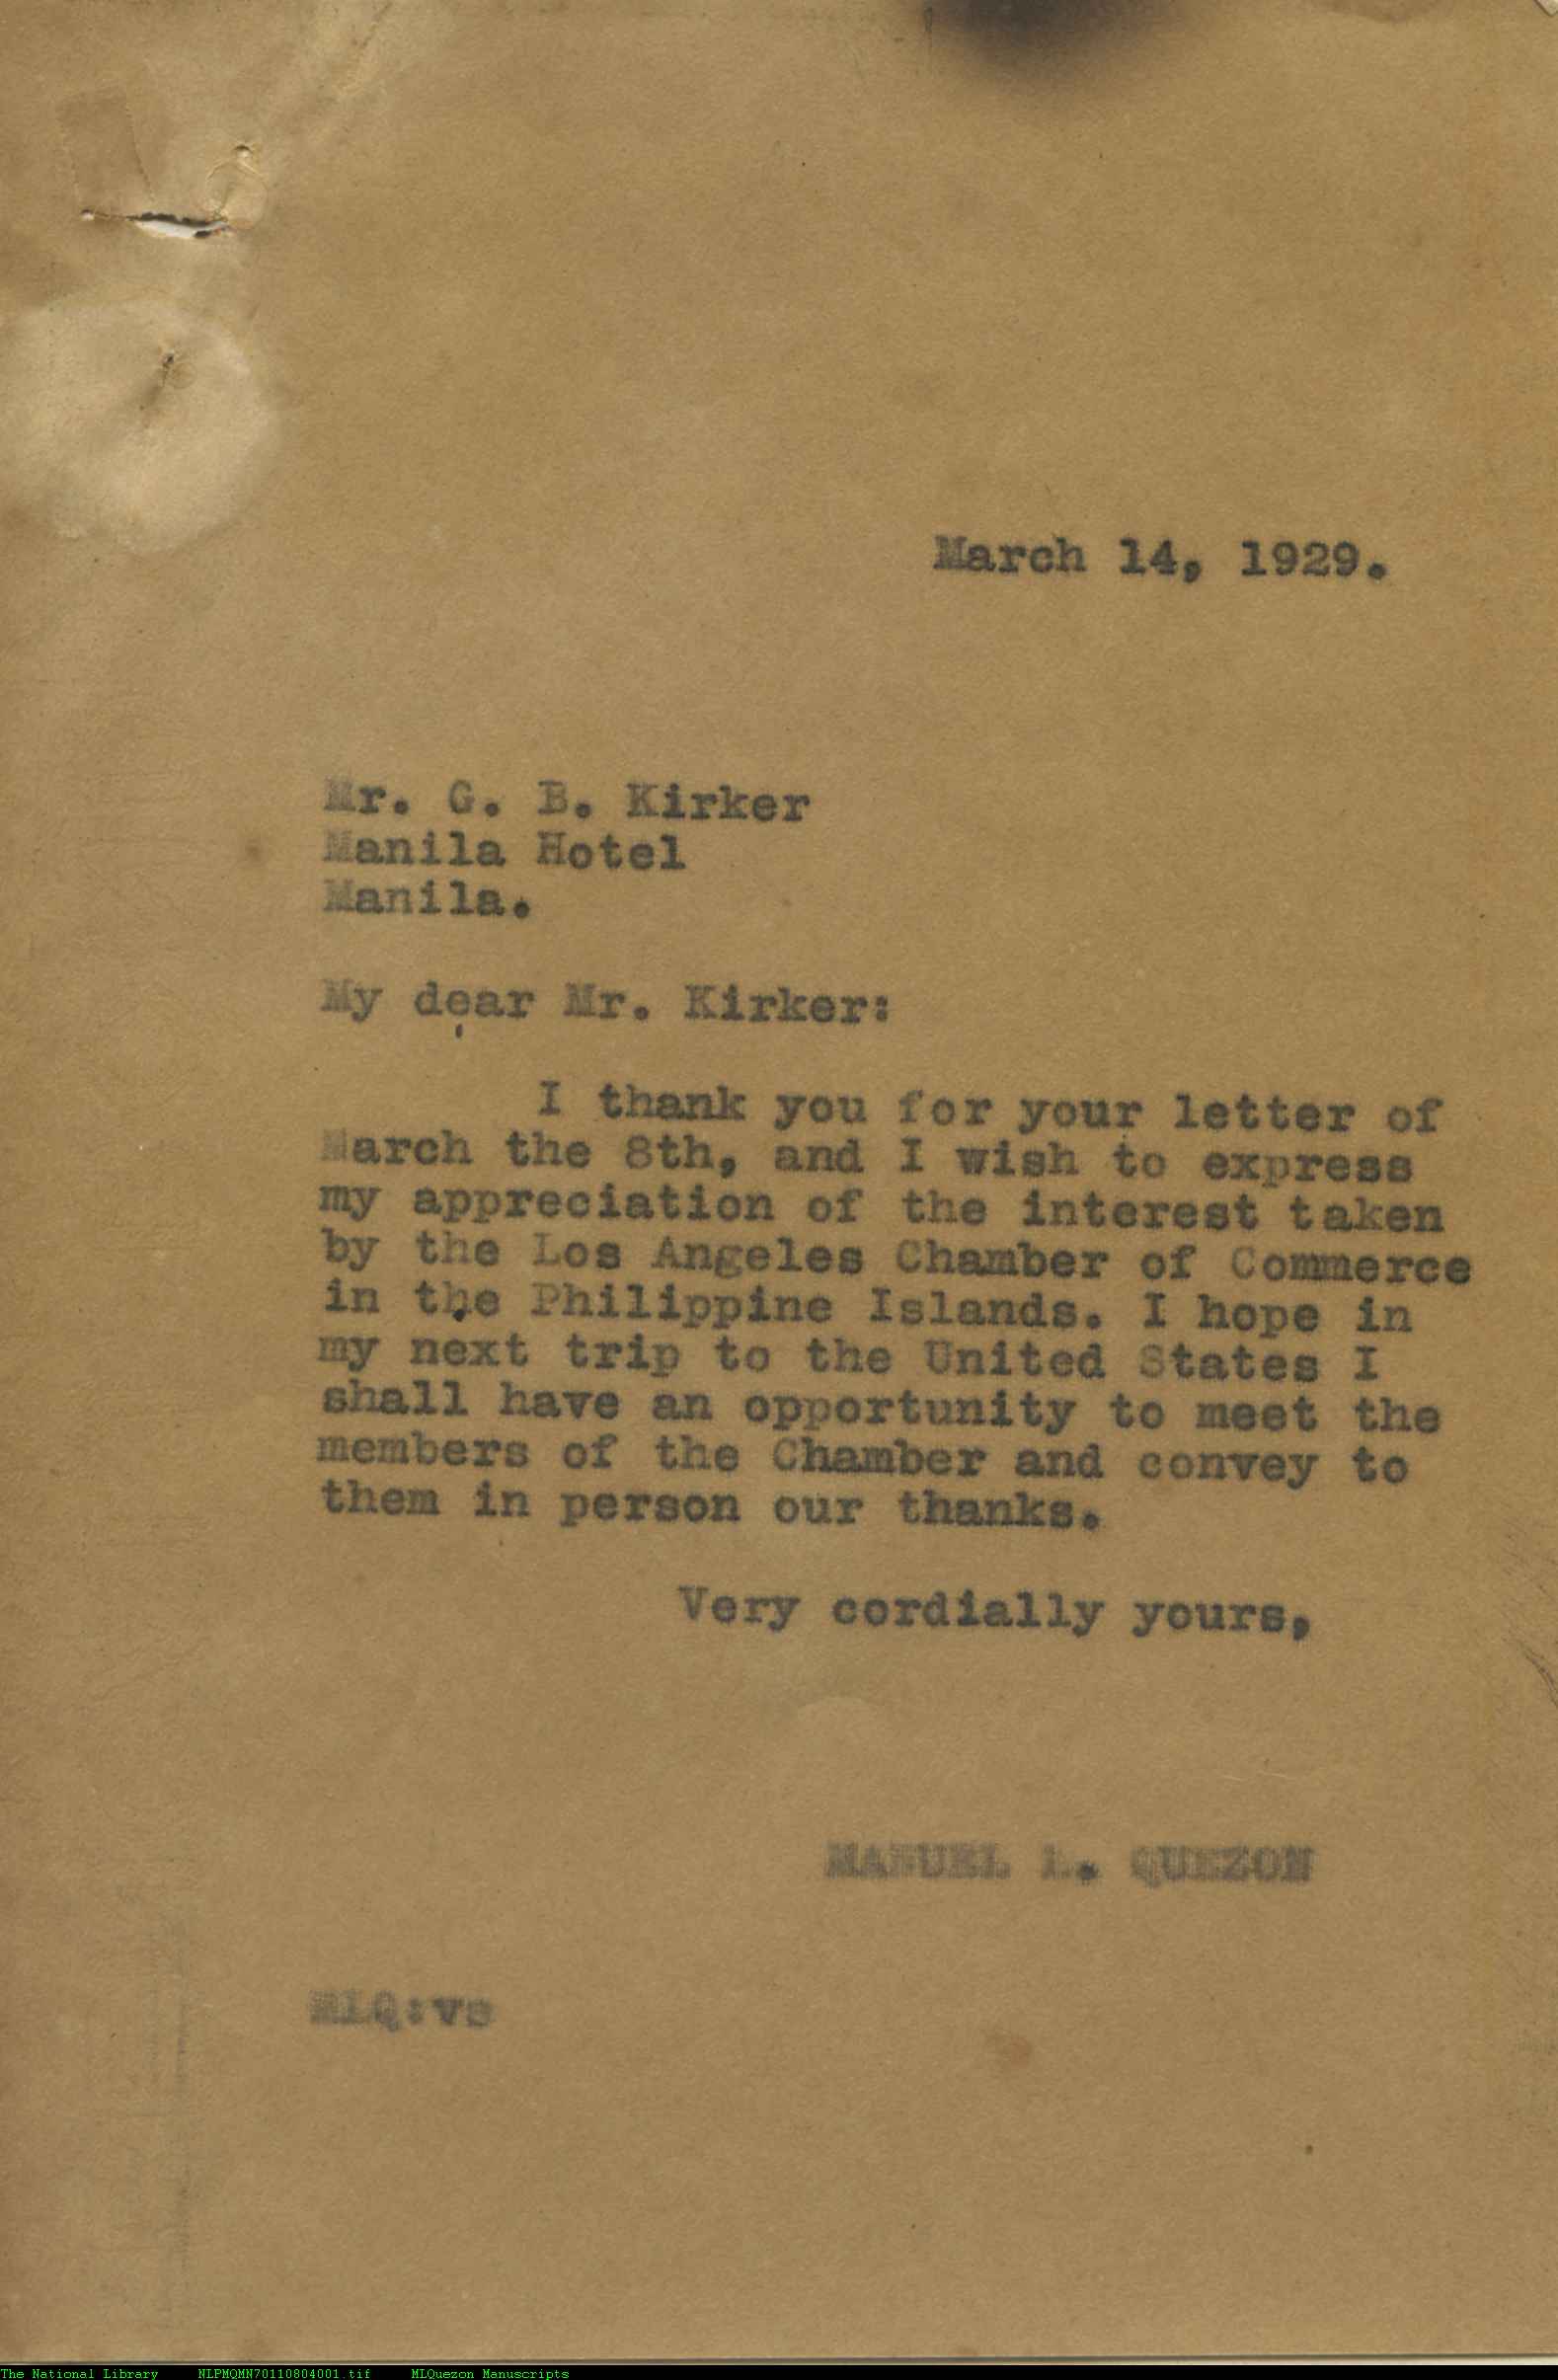 March 14, 1929.
Mr. G. B. Kirker
Manila Hotel
Manila.
My dear Mr. Kirker:
I thank you for your letter of
March the 8th, and I wish to express
my appreciation of the interest taken
by the Los Angeles Chamber of Commerce
in the Philippine Islands. I hope in
my next trip to the United States I
shall have an opportunity to meet the
members of the Chamber and convey to
them in person our thanks.
Very cordially yours,
MANUEL L. QUEZON
MLQ:vs
The National Library NLPMQMN70110804001.tif MLQuezon Manuscripts